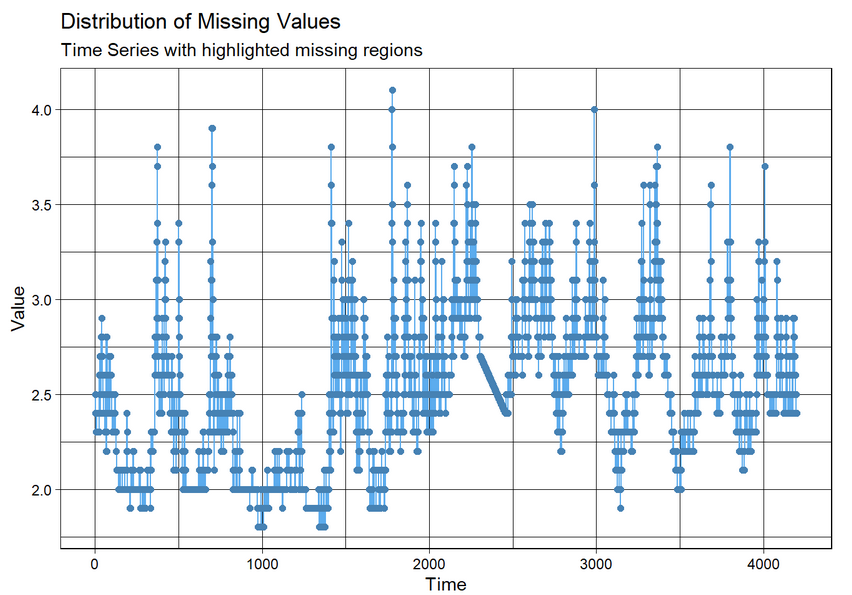 Distribution of Missing Values
Time Series with highlighted missing regions
4.0
3.5
3.0
2.5
2.0
Value
0 1000 2000 3000 4000
Time